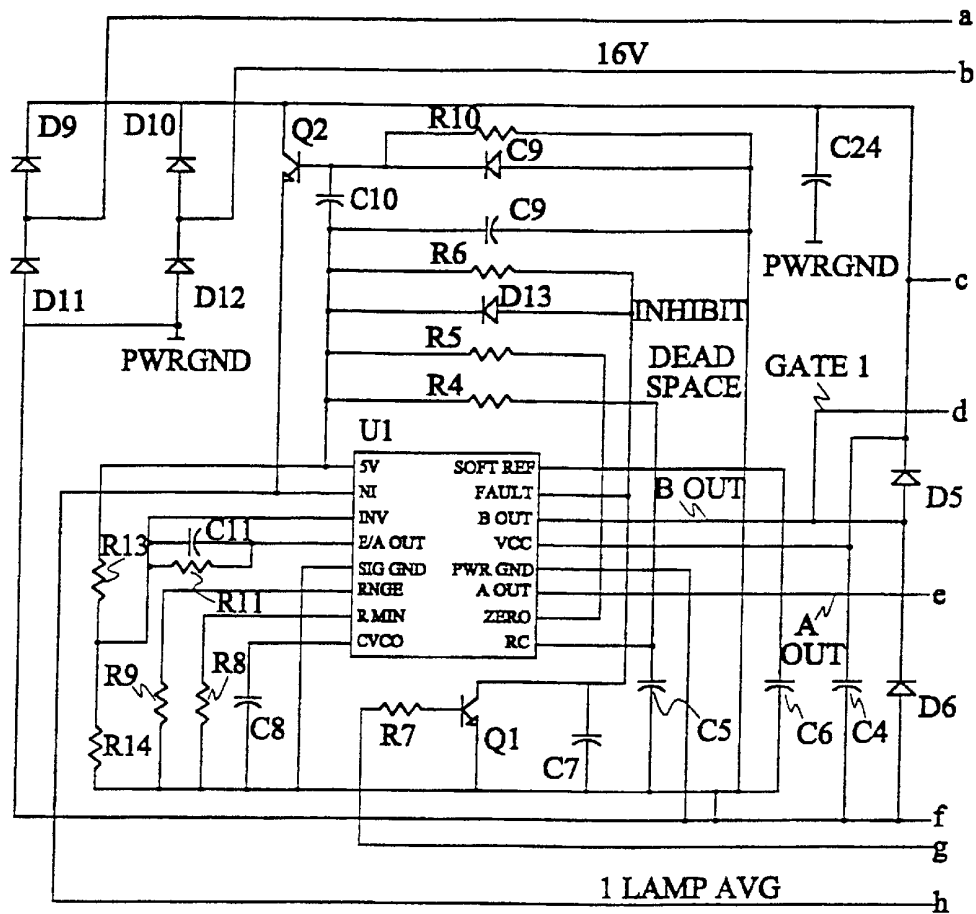 a
16V
b
D9
D10
Q2
R10
C9
C24
C10
C9
R6
PWRGND
c
D11
D12
D13
INHIBIT
PWRGND
R5
DEAD
SPACE
GATE 1
R4
d
U1
5V
SOFT REF
NI
FAULT
B OUT
D5
INV
B OUT
C11
E/A OUT
VCC
R13
SIG GND
PWR GND
RNGE
A OUT
e
R11
R MIN
ZERO
A
OUT
CVCO
RC
R9
R8
D6
C8
R7
Q1
C5
C6
C4
R14
C7
f
g
1 LAMP AVG
h